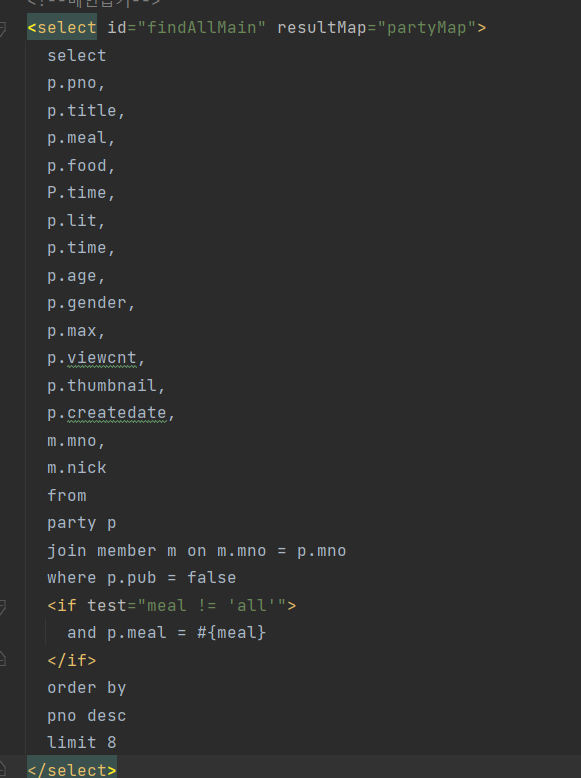 <select id="findAllMain" resultMap="partyMap">
select
p.pno,
p.title,
p.meal,
p.food,
P.time,
p.lit,
p.time,
p.age,
p.gender,
p.max,
p.viewcnt,
p.thumbnail,
p.createdate,
m.mno,
m.nick
from
party p
join member m on m.mno = p.mno
where p.pub = false
<if test="meal != 'all'">
and p.meal = #{meal}
</if>
order by
pno desc
limit 8
</select>